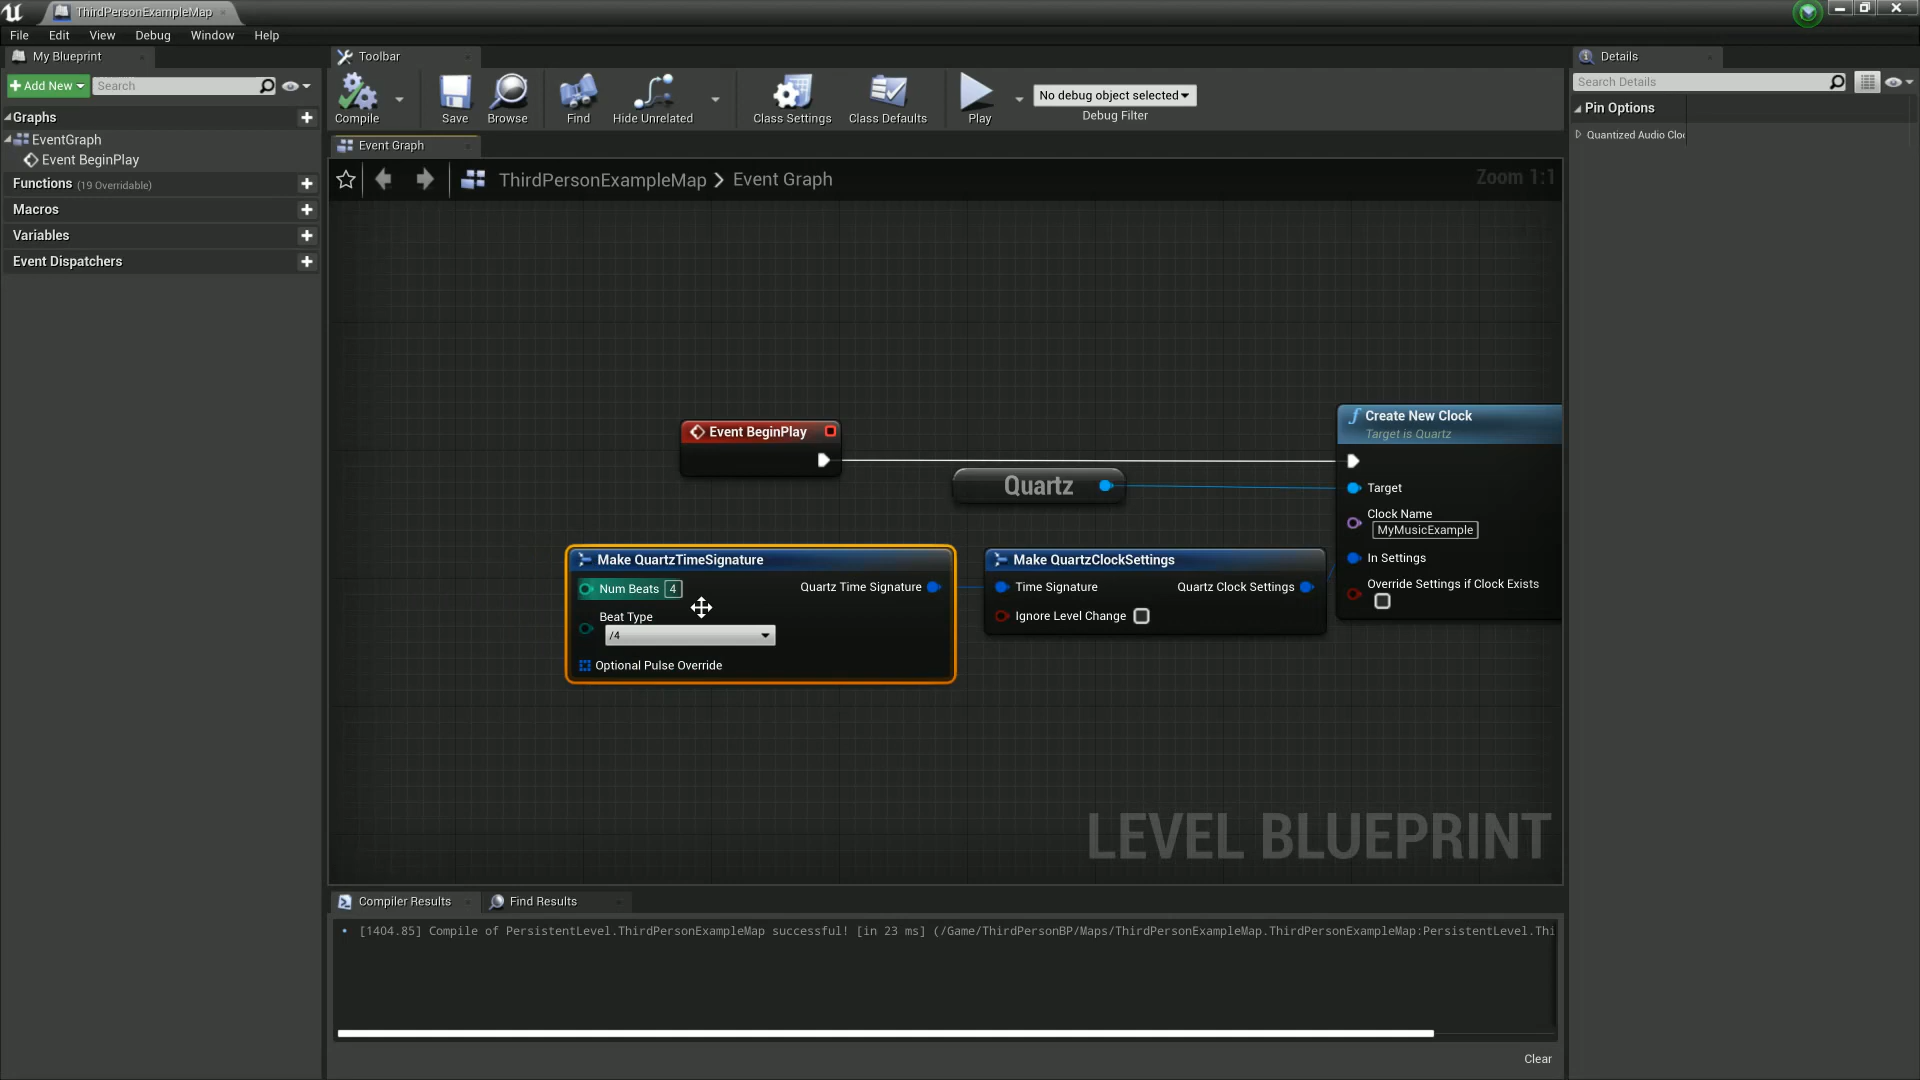 ThirdPersonExampleMap
File Edit View Debug Window Help
My Blueprint
Toolbar
Details
Add New
Search
Compile
Save
Browse
Find
Hide Unrelated
Class Settings
Class Defaults
Play
No debug object selected
Debug Filter
Search Details
Pin Options
Quantized Audio Clo
Graphs
EventGraph
Event BeginPlay
Functions (19 Overridable)
Macros
Variables
Event Dispatchers
Event Graph
ThirdPersonExampleMap > Event Graph
Zoom 1:1
Event BeginPlay
Quartz
Create New Clock
Target is Quartz
Target
Clock Name
MyMusicExample
In Settings
Override Settings if Clock Exists
Make QuartzTimeSignature
Num Beats 4
Quartz Time Signature
Beat Type
/4
Optional Pulse Override
Make QuartzClockSettings
Time Signature
Quartz Clock Settings
Ignore Level Change
LEVEL BLUEPRINT
Compiler Results
Find Results
[1404.85] Compile of PersistentLevel.ThirdPersonExampleMap successful! [in 23 ms] (/Game/ThirdPersonBP/Maps/ThirdPersonExampleMap.ThirdPersonExampleMap:PersistentLevel.Thi
Clear